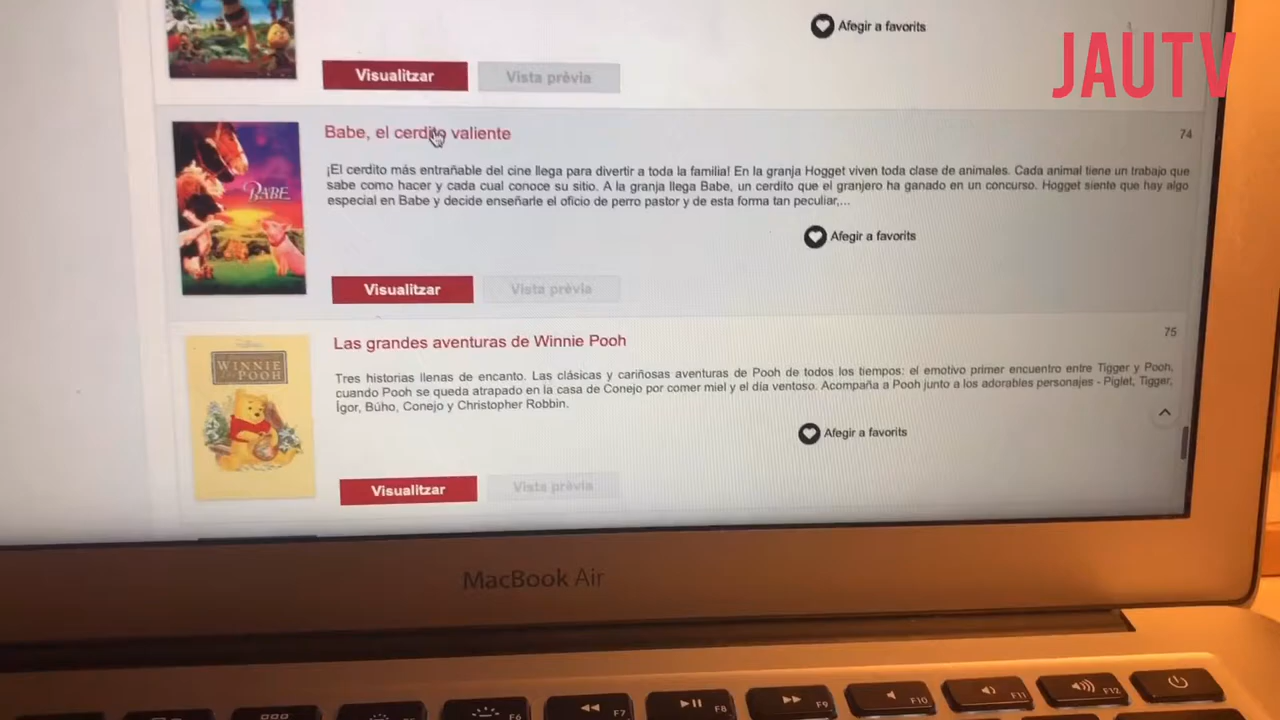 Afegir a favorits
JAUTV
Visualitzar
Vista prèvia
Babe, el cerdito valiente
74
BABE
¡El cerdito más entrañable del cine llega para divertir a toda la familia! En la granja Hogget viven toda clase de animales. Cada animal tiene un trabajo que
sabe como hacer y cada cual conoce su sitio. A la granja llega Babe, un cerdito que el granjero ha ganado en un concurso. Hogget siente que hay algo
especial en Babe y decide enseñarle el oficio de perro pastor y de esta forma tan peculiar,...
Afegir a favorits
Visualitzar
Vista prèvia
Las grandes aventuras de Winnie Pooh
75
WINNIE
POOH
Tres historias llenas de encanto. Las clásicas y cariñosas aventuras de Pooh de todos los tiempos: el emotivo primer encuentro entre Tigger y Pooh,
cuando Pooh se queda atrapado en la casa de Conejo por comer miel y el día ventoso. Acompaña a Pooh junto a los adorables personajes - Piglet, Tigger,
Ígor, Búho, Conejo y Christopher Robbin.
Afegir a favorits
Visualitzar
Vista prèvia
MacBook Air
F6
F7
F8
F9
F10
F11
F12